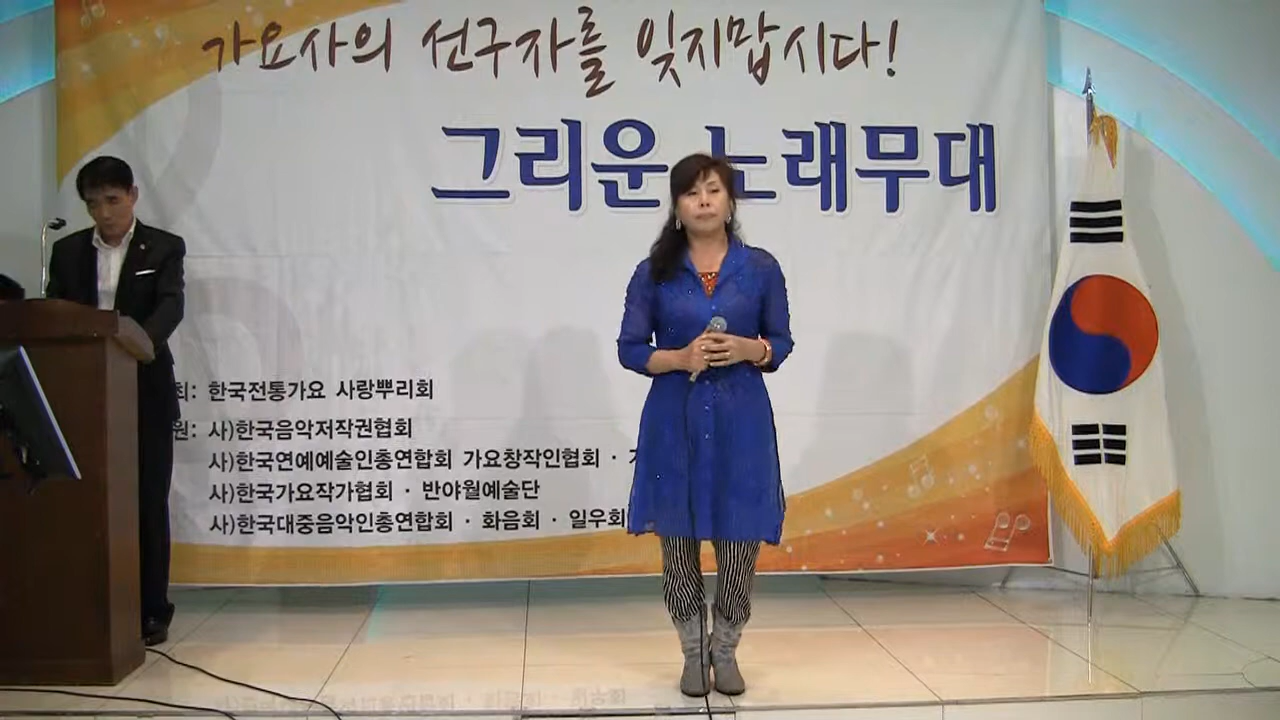 가요사의 선구자를 잊지맙시다!
그리운 노래무대
최: 한국전통가요 사랑뿌리회
원: 사)한국음악저작권협회
사)한국연예예술인총연합회 가요창작인협회 ·
사)한국가요작가협회 · 반야월예술단
사)한국대중음악인총연합회 · 화음회 · 일우회